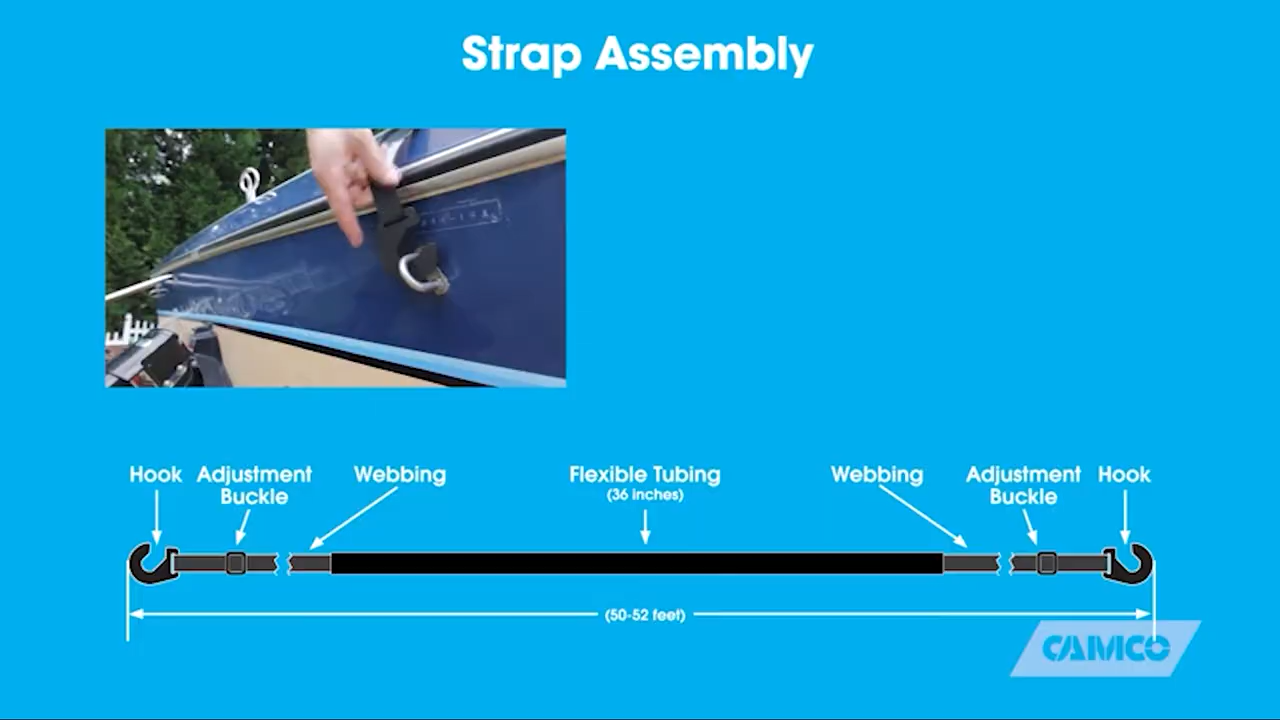 Strap Assembly
Hook
Adjustment
Buckle
Webbing
Flexible Tubing
(36 inches)
Webbing
Adjustment
Buckle
Hook
(50-52 feet)
CAMCO